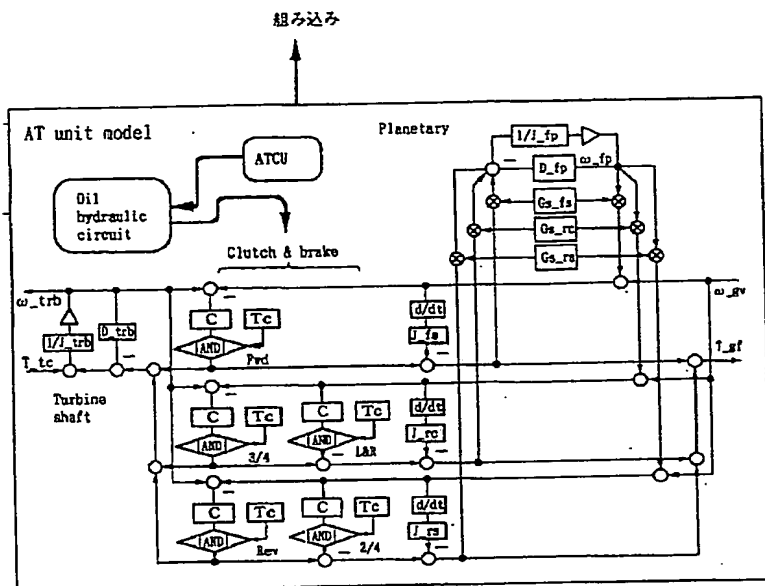 組み込み
AT unit model
Planetary
1/J_fp
ATCU
D_fp
ω_fp
Oil
hydraulic
circuit
Gs_fs
Gs_rc
Gs_rs
Clutch & brake
ω_trb
ω_gv
C
Tc
d/dt
1/J_trb
D_trb
AND
J_fs
Fwd
T_tc
T_gf
Turbine
shaft
C
Tc
C
Tc
d/dt
AND
AND
J_rc
3/4
L&R
C
Tc
C
Tc
d/dt
AND
AND
J_rs
Rev
2/4